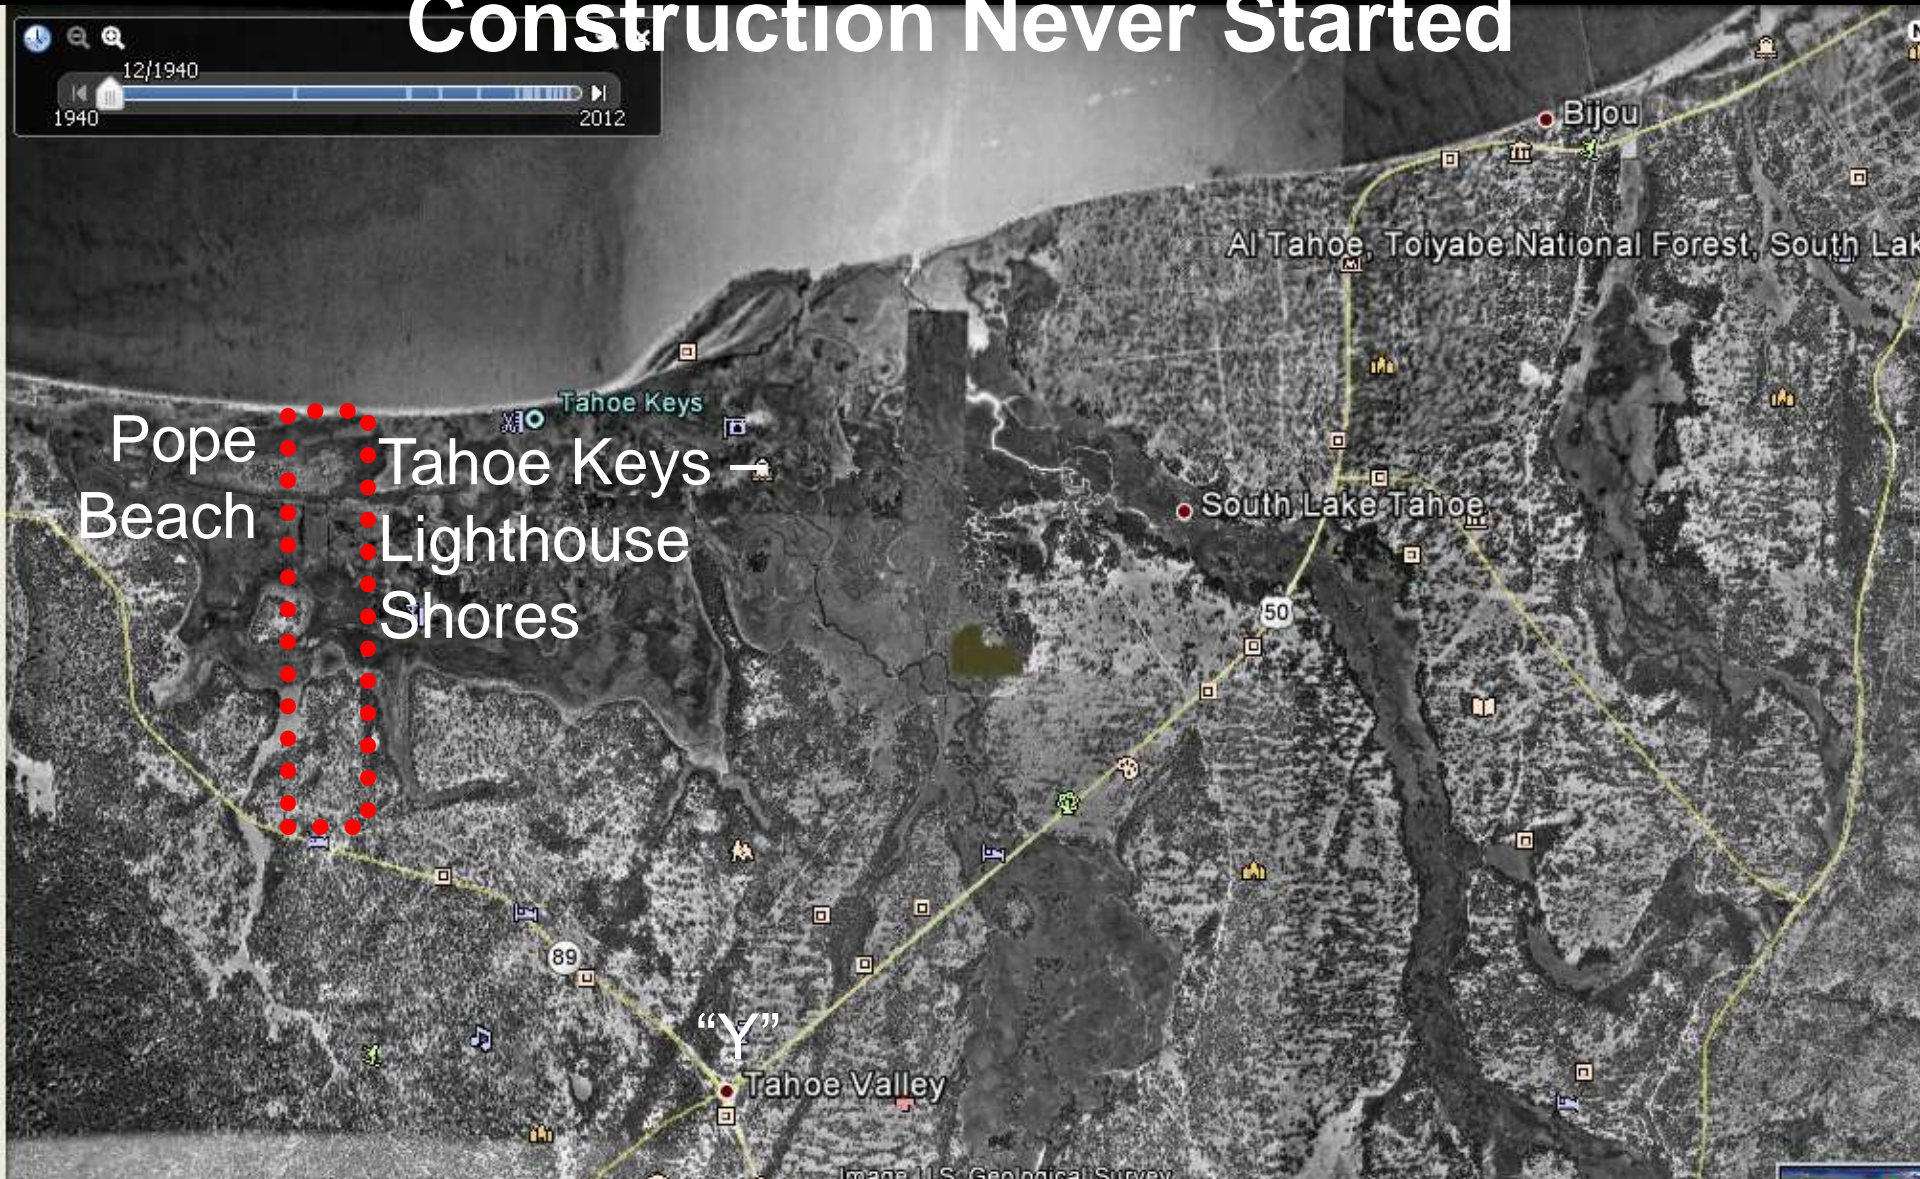 Construction Never Started
12/1940
1940
2012
Bijou
Al Tahoe, Toiyabe National Forest, South Lak
Tahoe Keys
Pope
Beach
Tahoe Keys –
Lighthouse
Shores
South Lake Tahoe
50
89
“Y”
Tahoe Valley
Image U.S. Geological Survey